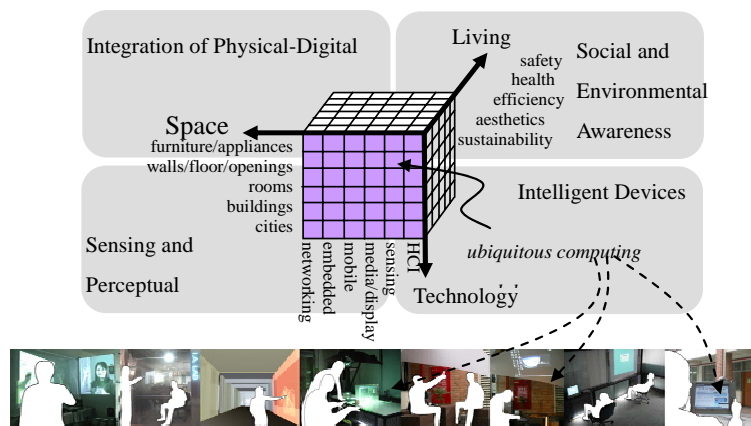 Integration of Physical-Digital
Living
safety
health
efficiency
aesthetics
sustainability
Social and
Environmental
Awareness
Space
furniture/appliances
walls/floor/openings
rooms
buildings
cities
Sensing and
Perceptual
networking
embedded
mobile
media/display
sensing
HCI
Technology
Intelligent Devices
ubiquitous computing